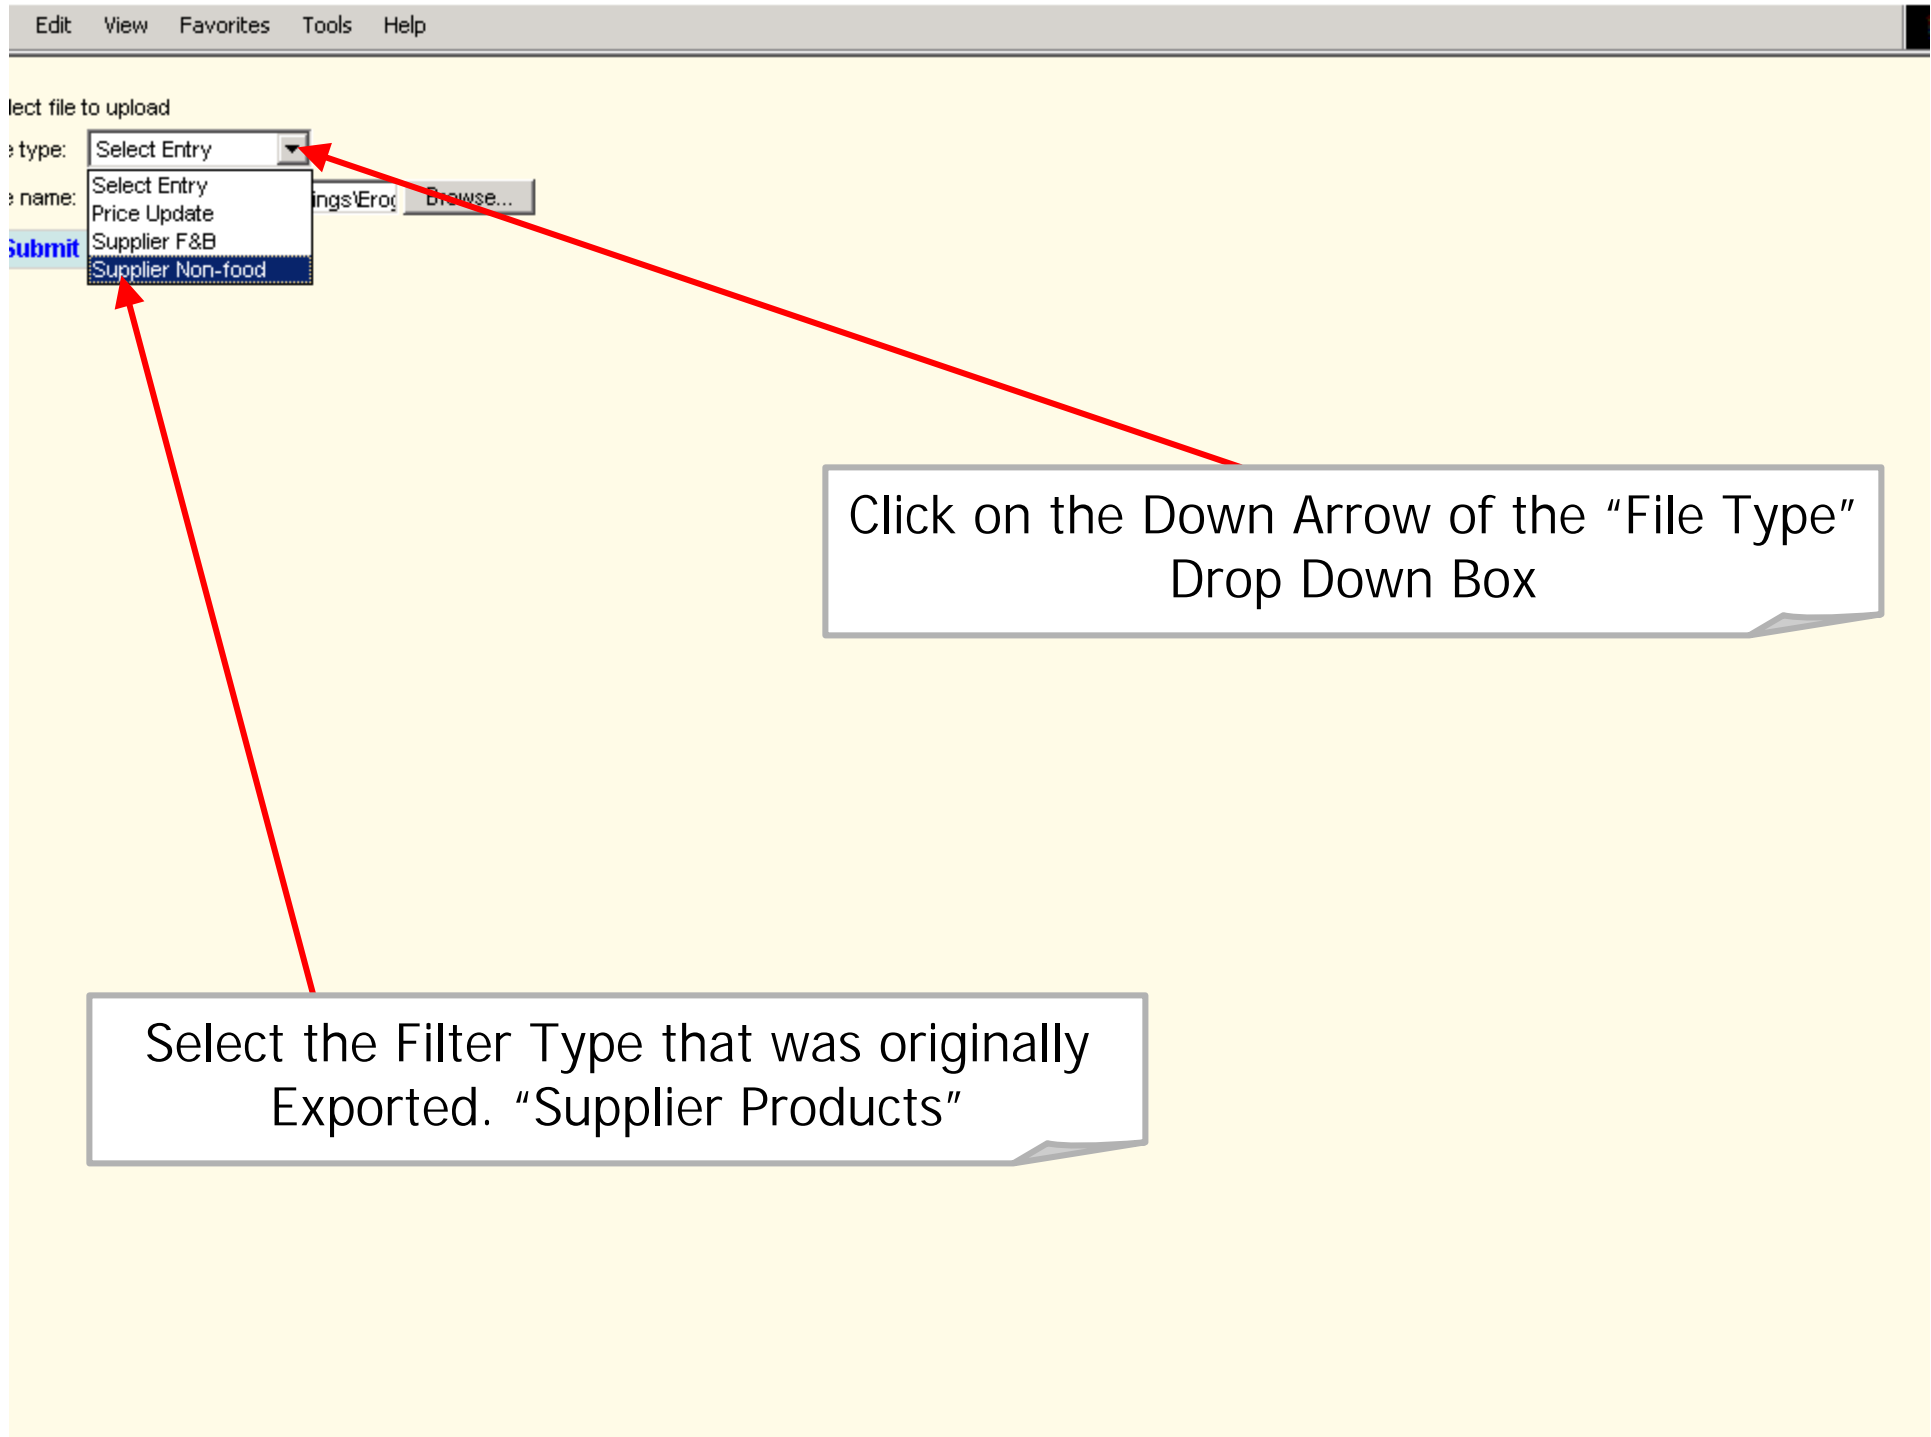 Edit View Favorites Tools Help
lect file to upload
e type: Select Entry
Select Entry
e name: ings\Erog Browse...
Price Update
Supplier F&B
Submit
Supplier Non-food
Click on the Down Arrow of the “File Type”
Drop Down Box
Select the Filter Type that was originally
Exported. “Supplier Products”